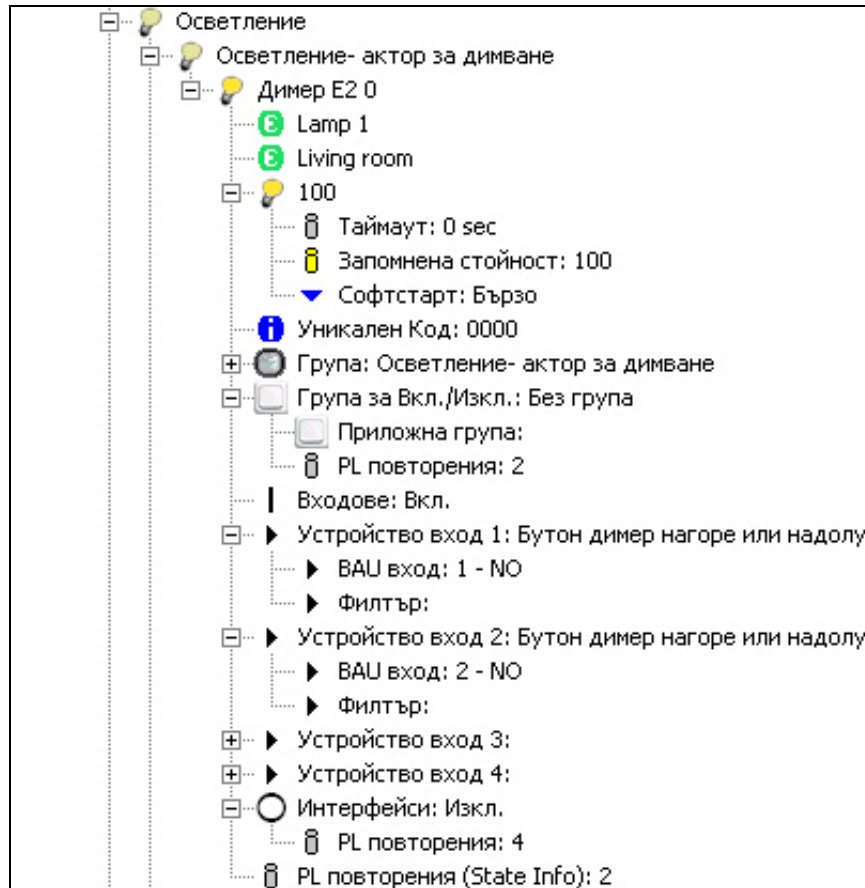 Осветление
Осветление- актор за димване
Димер E2 0
Lamp 1
Living room
100
Таймаут: 0 sec
Запомнена стойност: 100
Софтстарт: Бързо
Уникален Код: 0000
Група: Осветление- актор за димване
Група за Вкл./Изкл.: Без група
Приложна група:
PL повторения: 2
Входове: Вкл.
Устройство вход 1: Бутон димер нагоре или надолу
BAU вход: 1 - NO
Филтър:
Устройство вход 2: Бутон димер нагоре или надолу
BAU вход: 2 - NO
Филтър:
Устройство вход 3:
Устройство вход 4:
Интерфейси: Изкл.
PL повторения: 4
PL повторения (State Info): 2